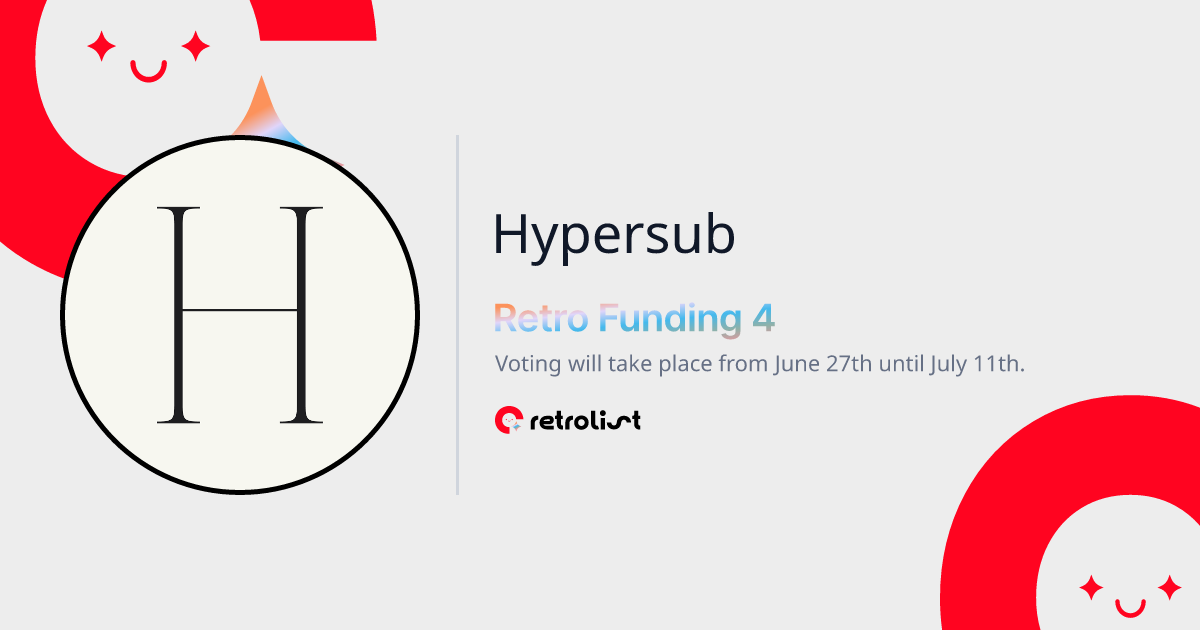 H
Hypersub
Retro Funding 4
Voting will take place from June 27th until July 11th.
retrolist